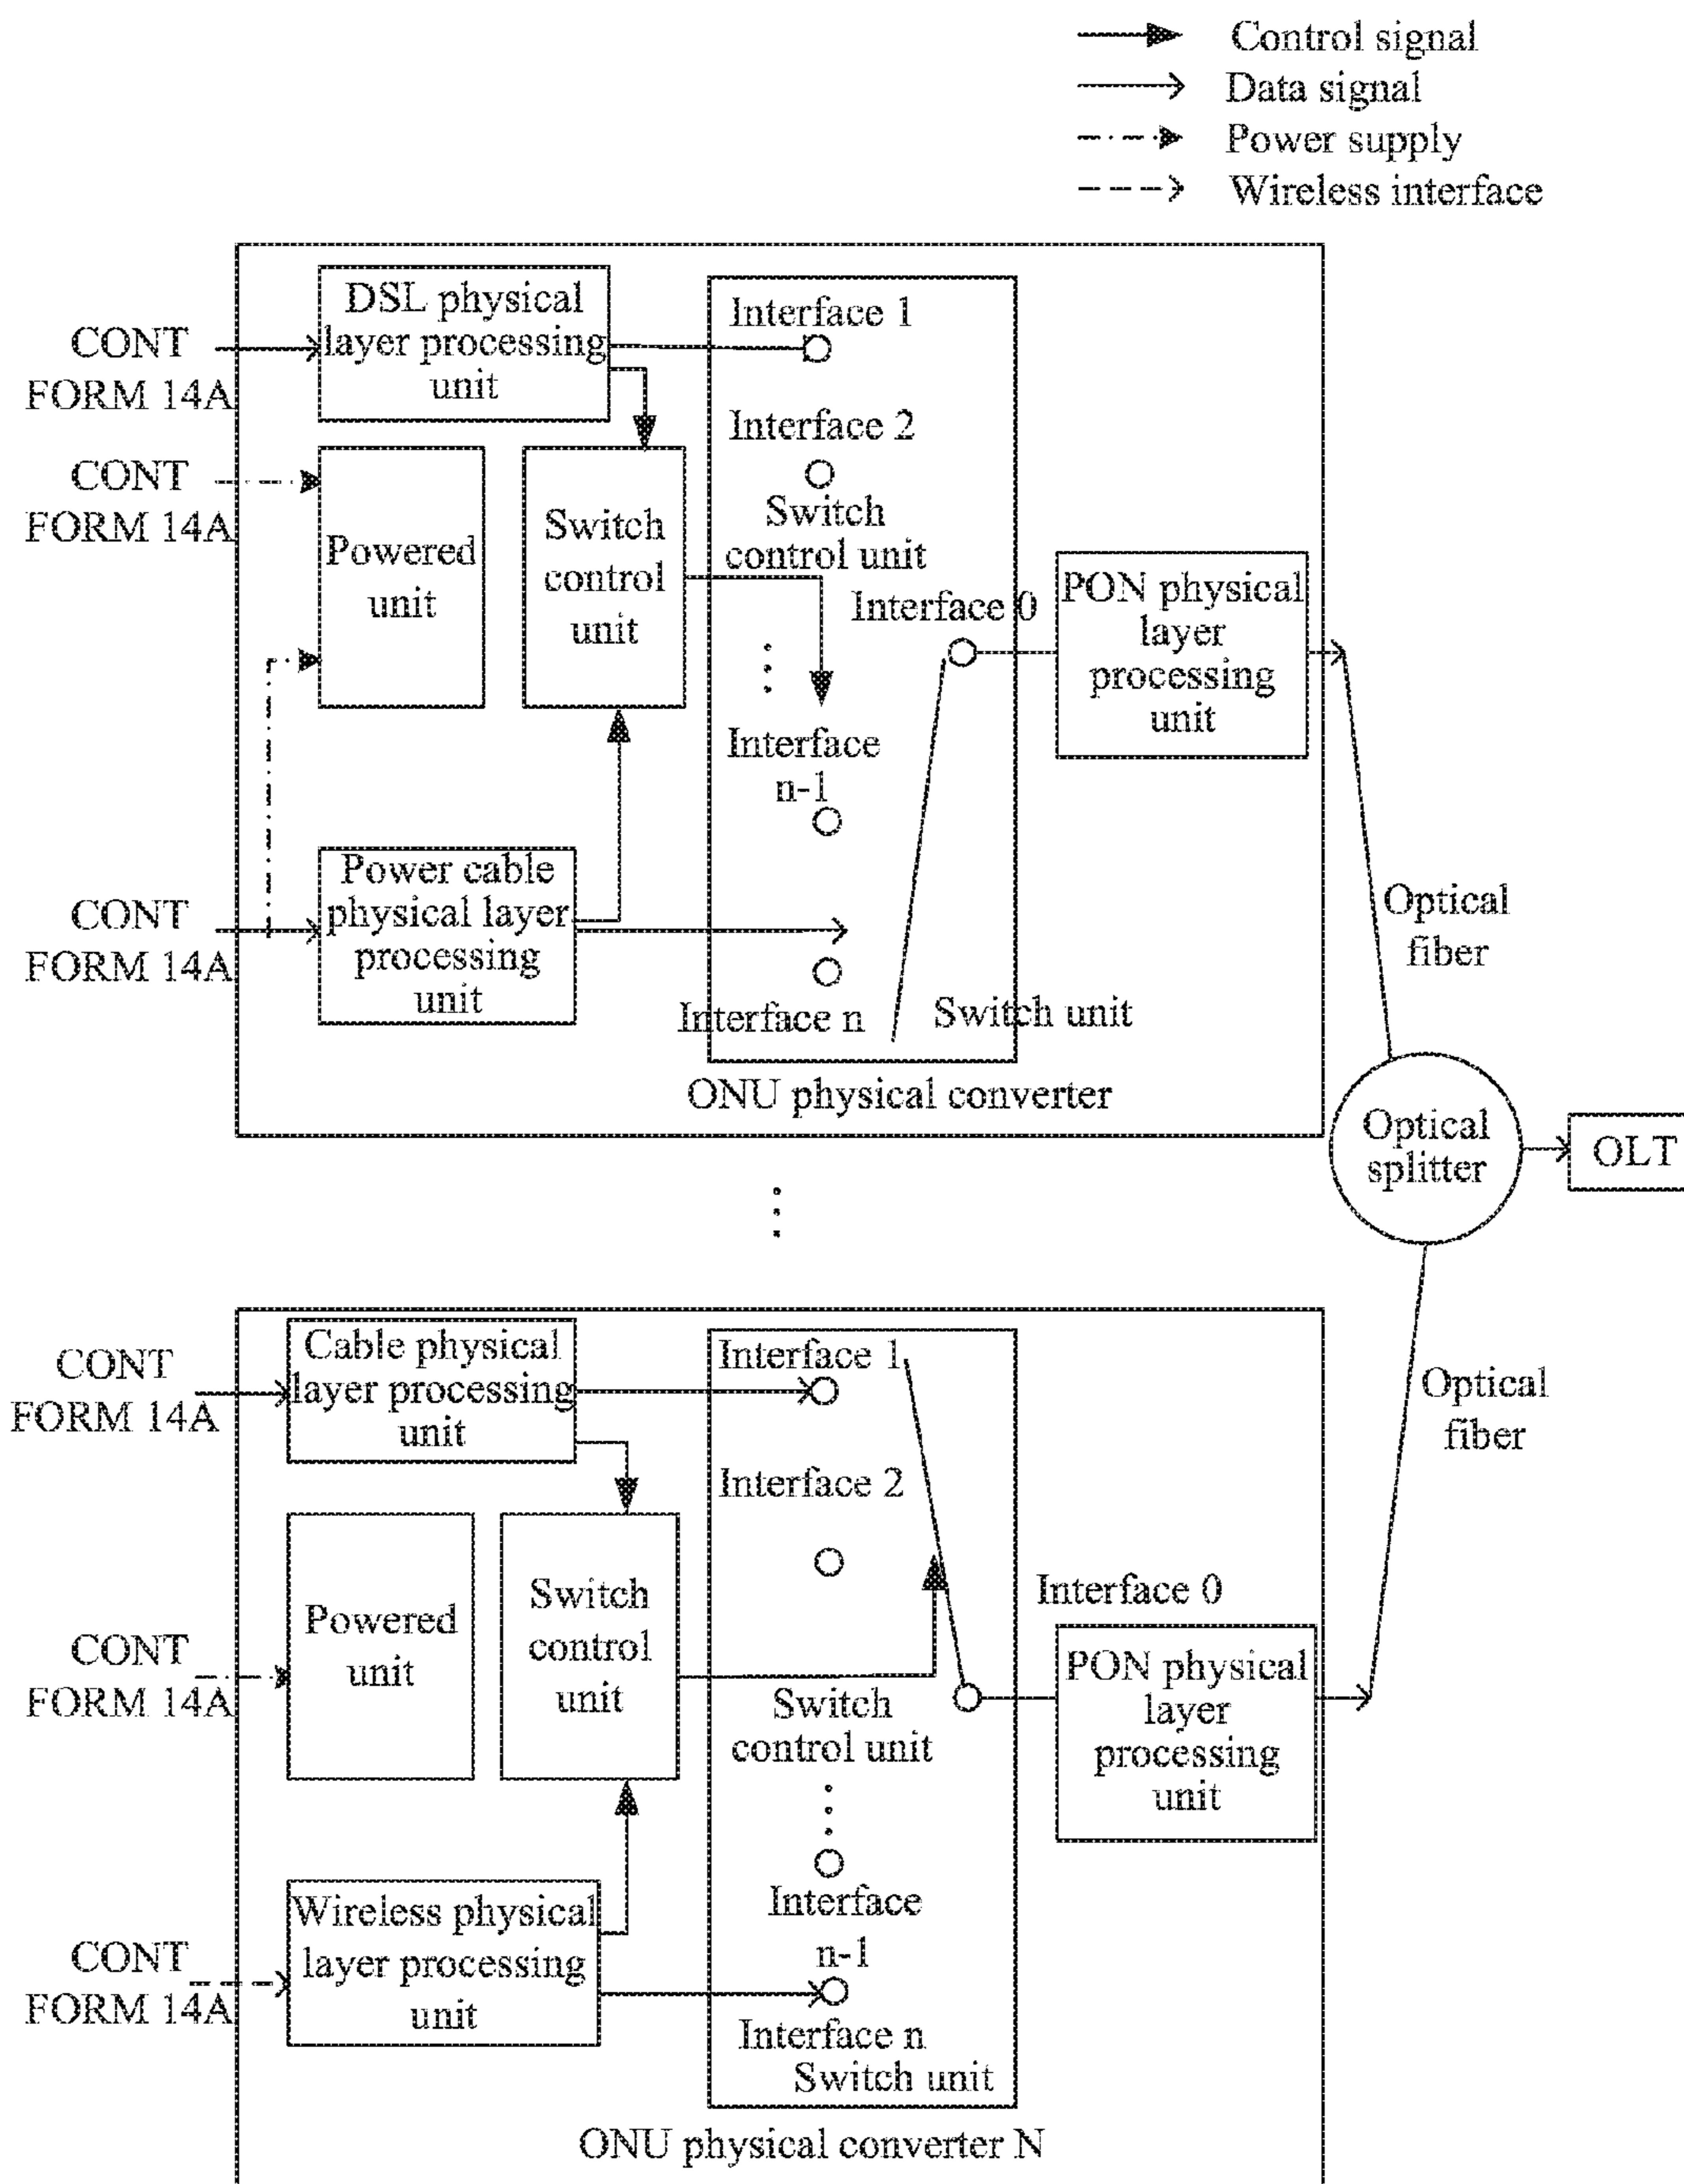 Control signal
Data signal
Power supply
Wireless interface
DSL physical
layer processing
unit
CONT
FORM 14A
Interface 1
Interface 2
CONT
FORM 14A
Powered
unit
Switch
control
unit
Switch
control unit
Interface 0
PON physical
layer
processing
unit
Interface
n-1
CONT
FORM 14A
Power cable
physical layer
processing
unit
Interface n
Switch unit
ONU physical converter
Optical
fiber
Optical
splitter
OLT
CONT
FORM 14A
Cable physical
layer processing
unit
Interface 1
Interface 2
Optical
fiber
CONT
FORM 14A
Powered
unit
Switch
control
unit
Interface 0
PON physical
layer
processing
unit
Switch
control unit
Interface
n-1
CONT
FORM 14A
Wireless physical
layer processing
unit
Interface n
Switch unit
ONU physical converter N